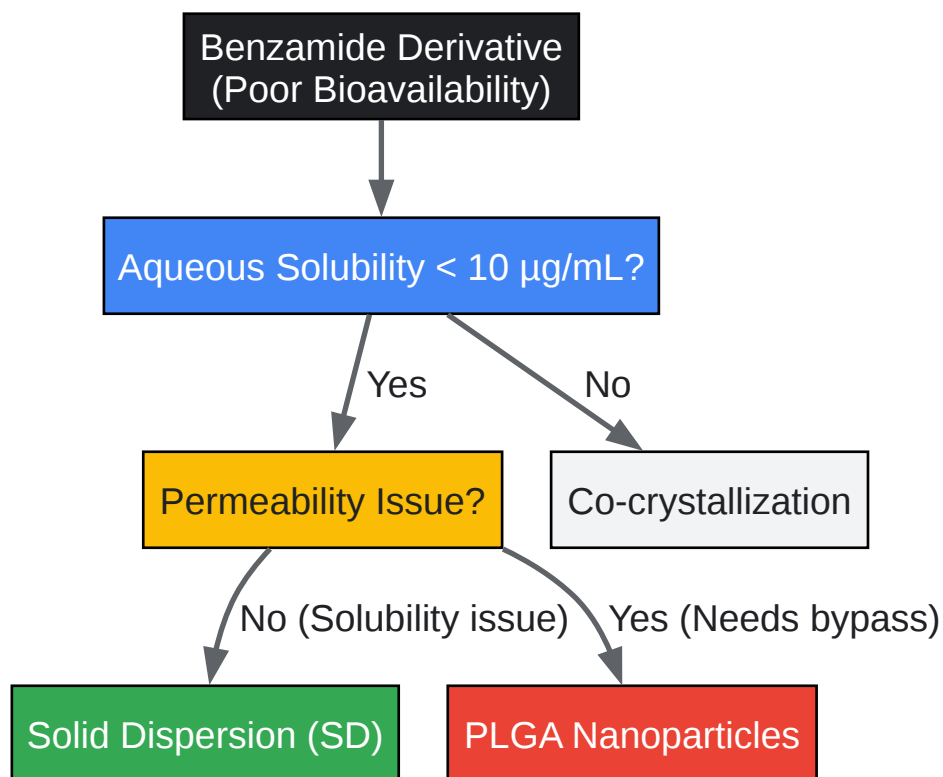 Benzamide Derivative
(Poor Bioavailability)
Aqueous Solubility < 10 µg/mL?
Yes
No
Permeability Issue?
Co-crystallization
No (Solubility issue)
Yes (Needs bypass)
Solid Dispersion (SD)
PLGA Nanoparticles